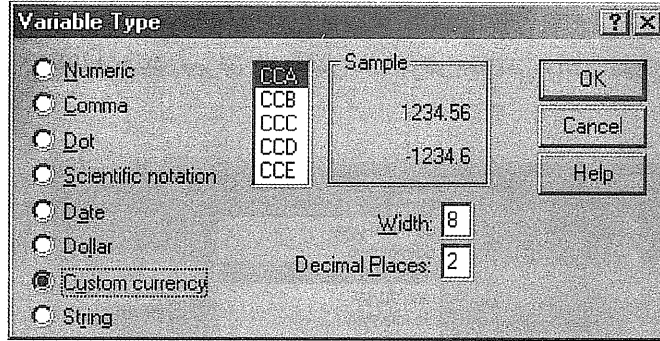 Variable Type
Numeric
Comma
Dot
Scientific notation
Date
Dollar
Custom currency
String
CCA
CCB
CCC
CCD
CCE
Sample
1234.56
-1234.6
Width: 8
Decimal Places: 2
OK
Cancel
Help